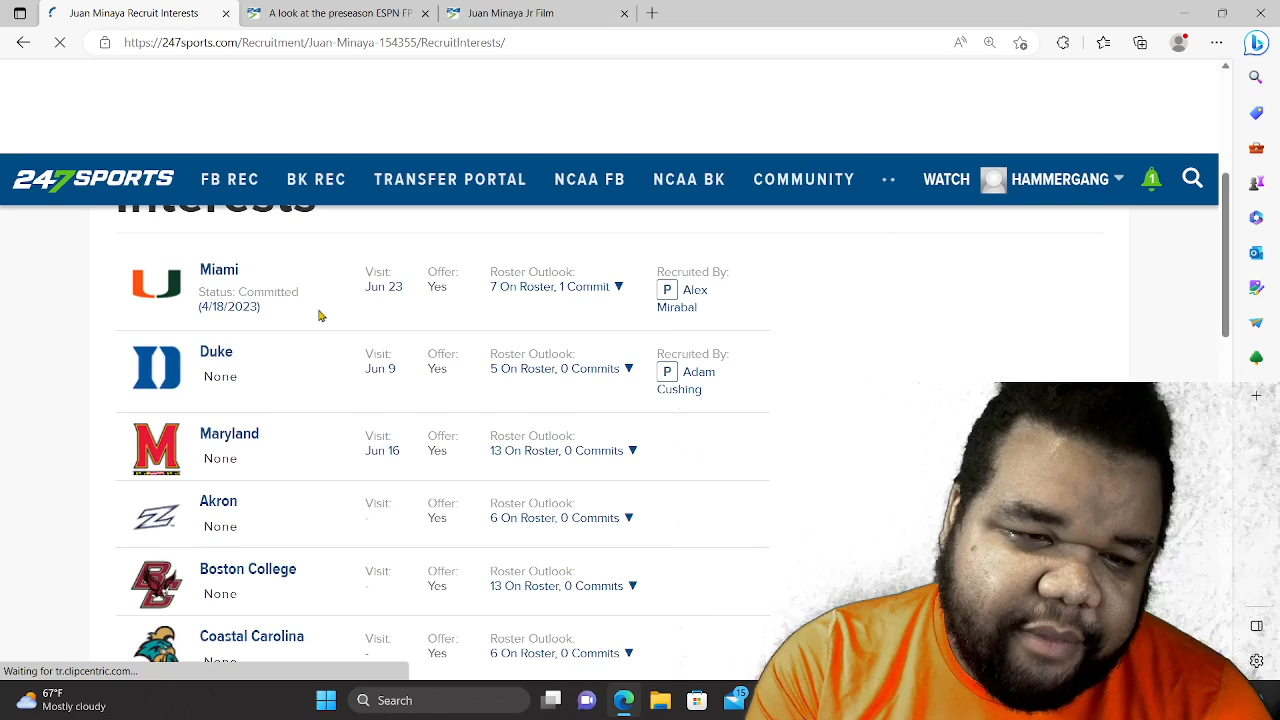 Juan Minaya Recruit Interests
A look at the preseason ESPN FP
Juan Minaya Jr Film
https://247sports.com/Recruitment/Juan-Minaya-154355/RecruitInterests/
247SPORTS FB REC BK REC TRANSFER PORTAL NCAA FB NCAA BK COMMUNITY WATCH HAMMERGANG 1
Interests
Miami
Status: Committed
(4/18/2023)
Visit:
Jun 23
Offer:
Yes
Roster Outlook:
7 On Roster, 1 Commit ▼
Recruited By:
P Alex
Mirabal
Duke
None
Visit:
Jun 9
Offer:
Yes
Roster Outlook:
5 On Roster, 0 Commits ▼
Recruited By:
P Adam
Cushing
Maryland
None
Visit:
Jun 16
Offer:
Yes
Roster Outlook:
13 On Roster, 0 Commits ▼
Akron
None
Visit:
-
Offer:
Yes
Roster Outlook:
6 On Roster, 0 Commits ▼
Boston College
None
Visit:
-
Offer:
Yes
Roster Outlook:
13 On Roster, 0 Commits ▼
Coastal Carolina
None
Visit:
-
Offer:
Yes
Roster Outlook:
6 On Roster, 0 Commits ▼
Waiting for tr.clipcentric.com...
67°F
Mostly cloudy
Search
15